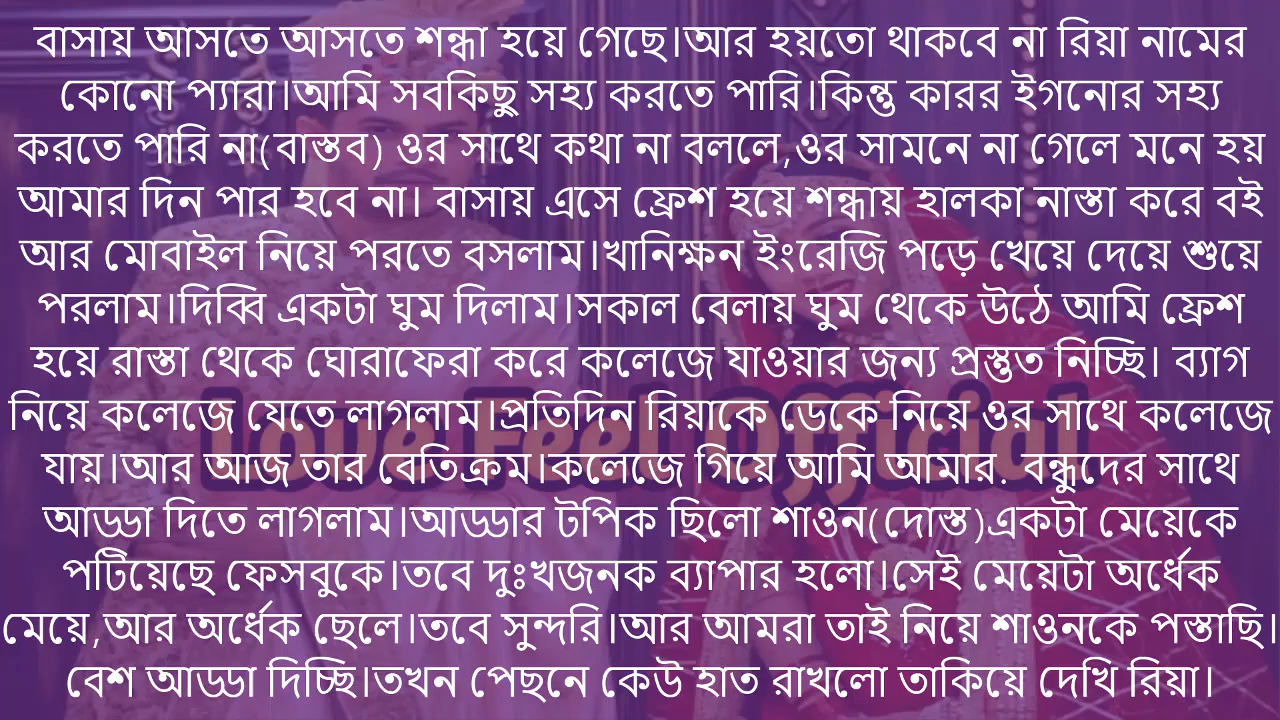 বাসায় আসতে আসতে শন্ধা হয়ে গেছে।আর হয়তো থাকবে না রিয়া নামের
কোনো প্যারা।আমি সবকিছু সহ্য করতে পারি।কিন্তু কারর ইগনোর সহ্য
করতে পারি না(বাস্তব) ওর সাথে কথা না বললে,ওর সামনে না গেলে মনে হয়
আমার দিন পার হবে না। বাসায় এসে ফ্রেশ হয়ে শন্ধায় হালকা নাস্তা করে বই
আর মোবাইল নিয়ে পরতে বসলাম।খানিক্ষন ইংরেজি পড়ে খেয়ে দেয়ে শুয়ে
পরলাম।দিব্বি একটা ঘুম দিলাম।সকাল বেলায় ঘুম থেকে উঠে আমি ফ্রেশ
হয়ে রাস্তা থেকে ঘোরাফেরা করে কলেজে যাওয়ার জন্য প্রস্তুত নিচ্ছি। ব্যাগ
নিয়ে কলেজে যেতে লাগলাম।প্রতিদিন রিয়াকে ডেকে নিয়ে ওর সাথে কলেজে
যায়।আর আজ তার বেতিক্রম।কলেজে গিয়ে আমি আমার. বন্ধুদের সাথে
আড্ডা দিতে লাগলাম।আড্ডার টপিক ছিলো শাওন(দোস্ত)একটা মেয়েকে
পটিয়েছে ফেসবুকে।তবে দুঃখজনক ব্যাপার হলো।সেই মেয়েটা অর্ধেক
মেয়ে,আর অর্ধেক ছেলে।তবে সুন্দরি।আর আমরা তাই নিয়ে শাওনকে পস্তাছি।
বেশ আড্ডা দিচ্ছি।তখন পেছনে কেউ হাত রাখলো তাকিয়ে দেখি রিয়া।
Love Feel Official